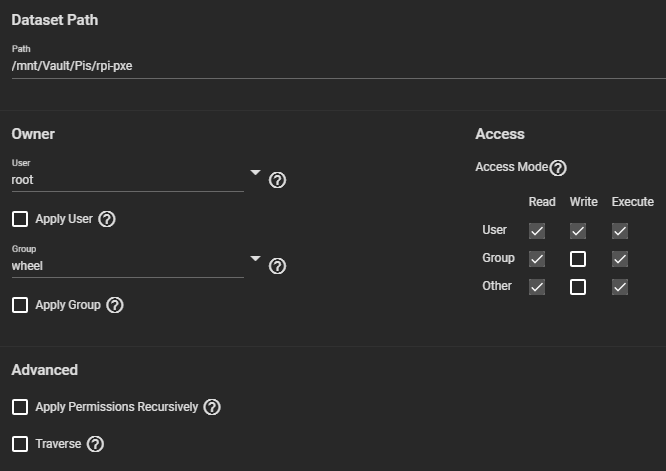 Dataset Path
Path
/mnt/Vault/Pis/rpi-pxe
Owner
User
root
Apply User
Group
wheel
Apply Group
Access
Access Mode
Read Write Execute
User
Group
Other
Advanced
Apply Permissions Recursively
Traverse